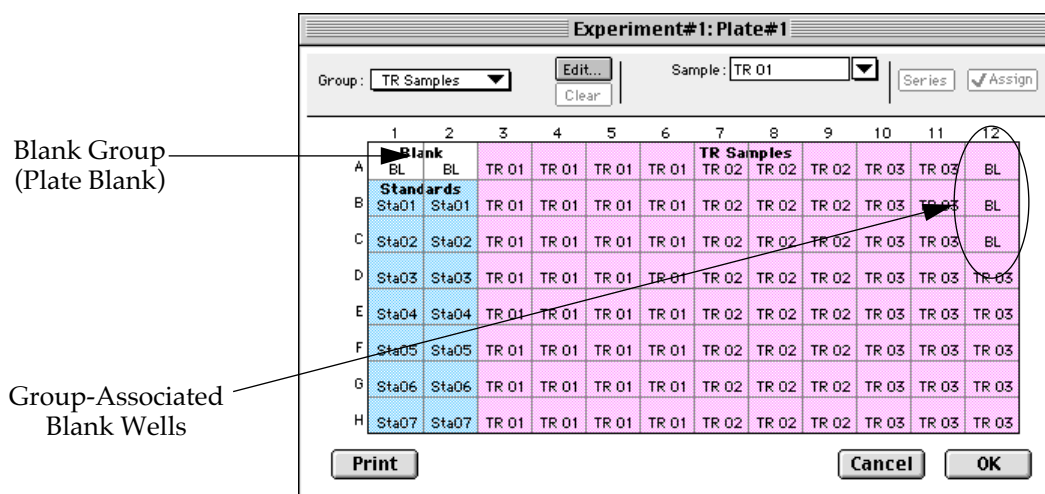 Experiment#1: Plate#1
Group: TR Samples Edit... Sample: TR 01 Series Assign
Clear
1 2 3 4 5 6 7 8 9 10 11 12
Blank Group
(Plate Blank)
Blank TR Samples
A BL BL TR 01 TR 01 TR 01 TR 01 TR 02 TR 02 TR 02 TR 03 TR 03 BL
Standards
B Sta01 Sta01 TR 01 TR 01 TR 01 TR 01 TR 02 TR 02 TR 02 TR 03 TR 03 BL
C Sta02 Sta02 TR 01 TR 01 TR 01 TR 01 TR 02 TR 02 TR 02 TR 03 TR 03 BL
D Sta03 Sta03 TR 01 TR 01 TR 01 TR 01 TR 02 TR 02 TR 02 TR 03 TR 03 TR 03
E Sta04 Sta04 TR 01 TR 01 TR 01 TR 01 TR 02 TR 02 TR 02 TR 03 TR 03 TR 03
F Sta05 Sta05 TR 01 TR 01 TR 01 TR 01 TR 02 TR 02 TR 02 TR 03 TR 03 TR 03
G Sta06 Sta06 TR 01 TR 01 TR 01 TR 01 TR 02 TR 02 TR 02 TR 03 TR 03 TR 03
H Sta07 Sta07 TR 01 TR 01 TR 01 TR 01 TR 02 TR 02 TR 02 TR 03 TR 03 TR 03
Group-Associated
Blank Wells
Print Cancel OK